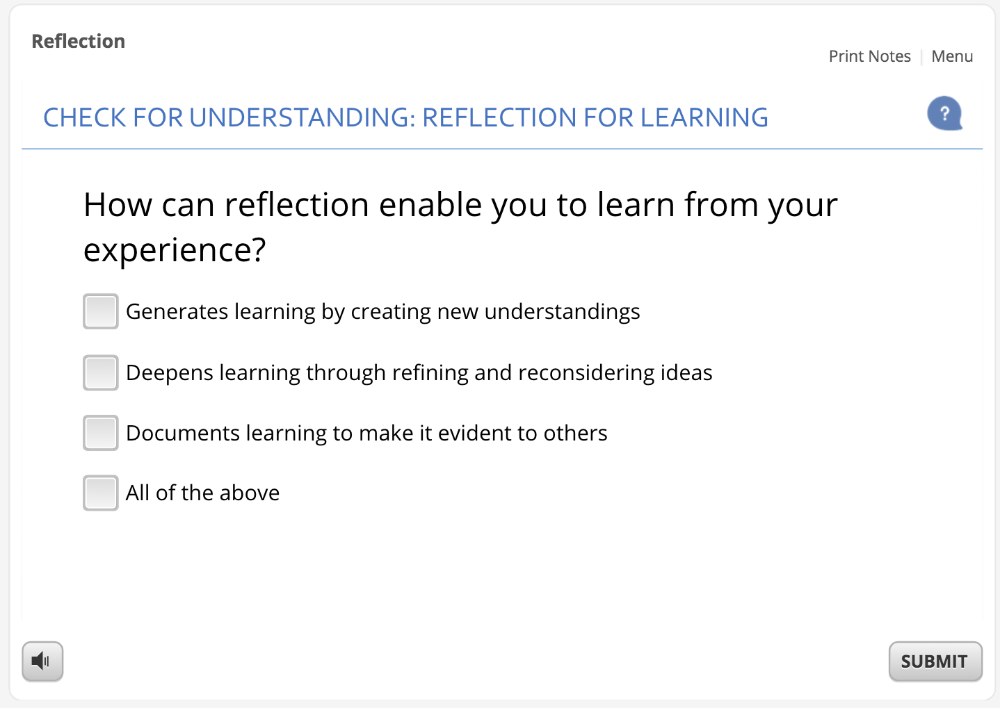 Reflection
Print Notes | Menu
CHECK FOR UNDERSTANDING: REFLECTION FOR LEARNING
?
How can reflection enable you to learn from your
experience?
Generates learning by creating new understandings
Deepens learning through refining and reconsidering ideas
Documents learning to make it evident to others
All of the above
SUBMIT